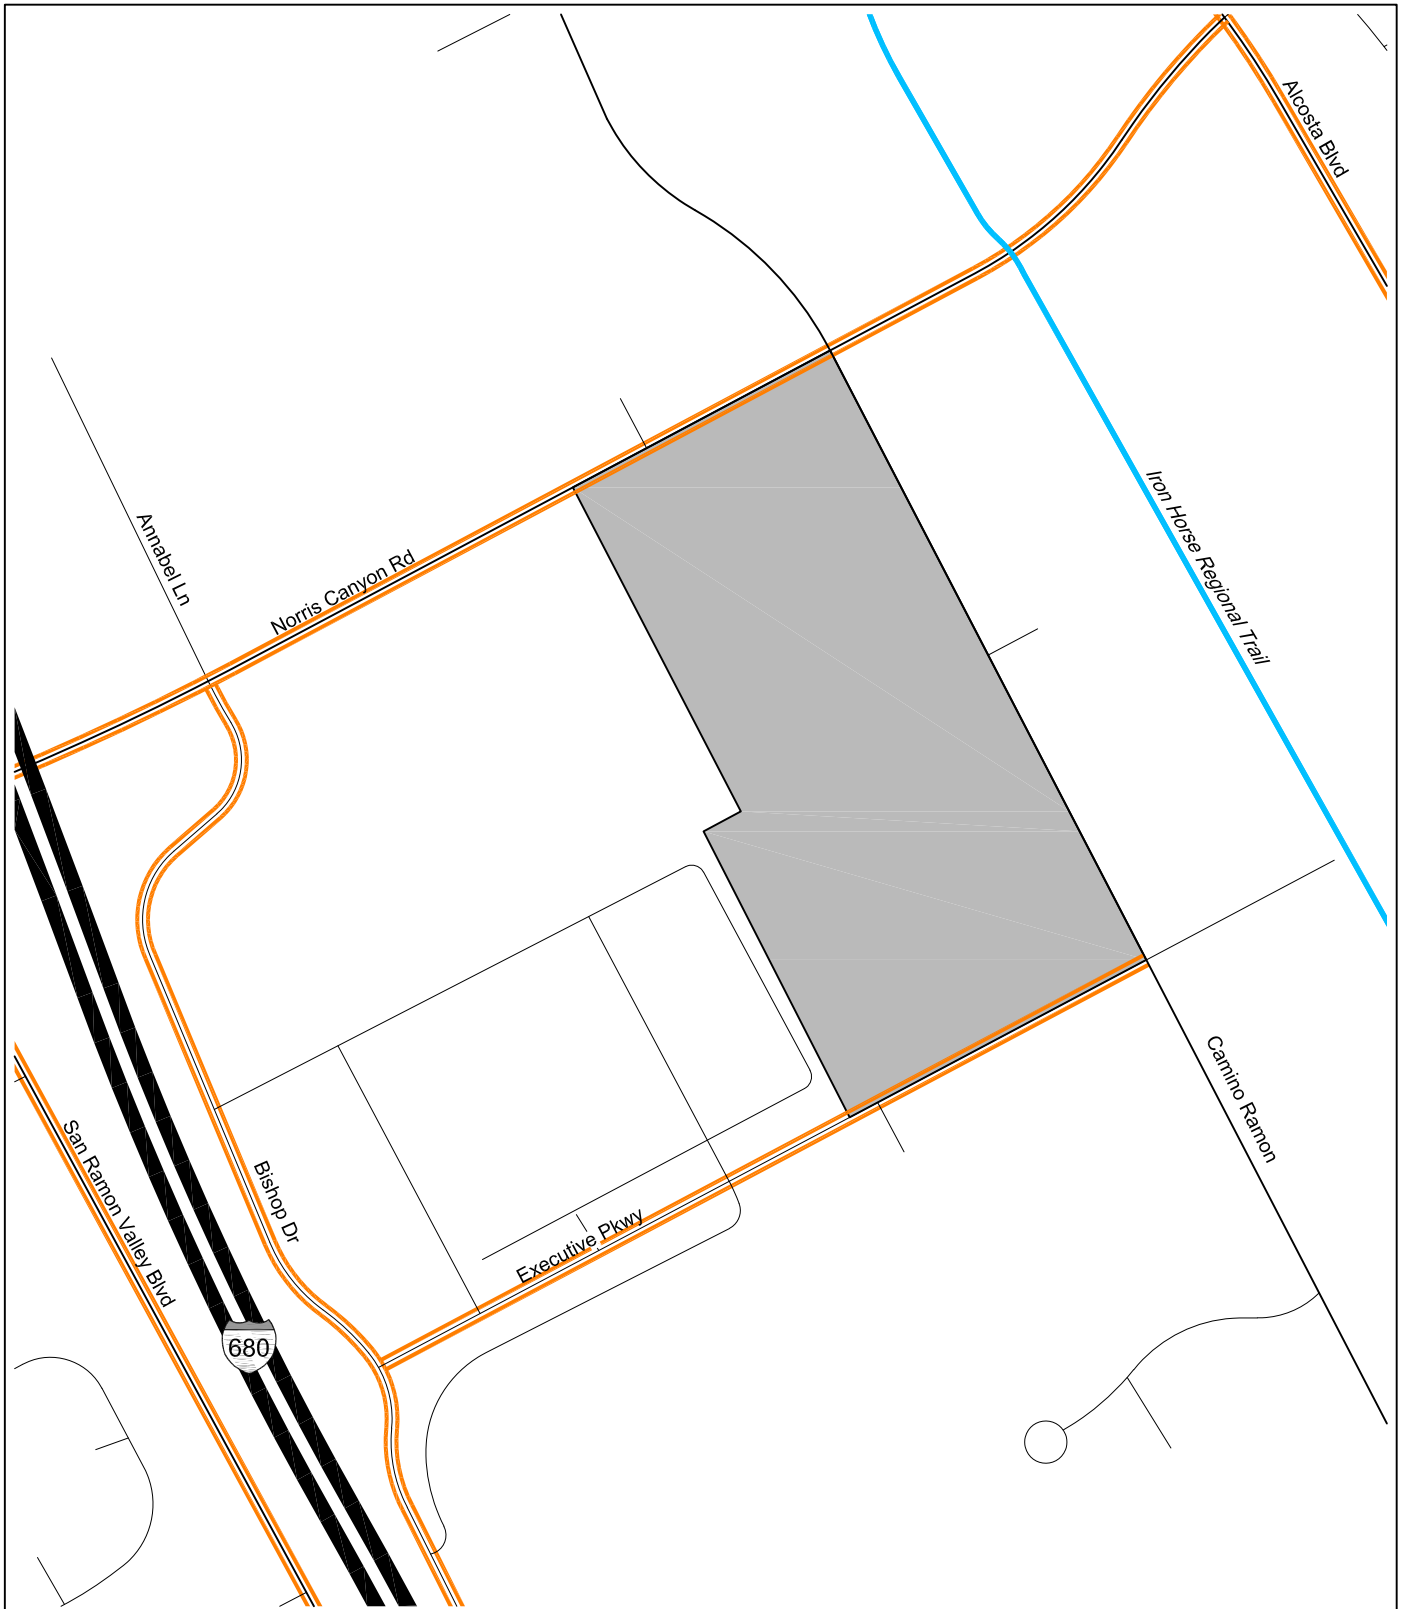 Alcosta Blvd
Iron Horse Regional Trail
Annabel Ln
Norris Canyon Rd
Camino Ramon
San Ramon Valley Blvd
Bishop Dr
Executive Pkwy
680